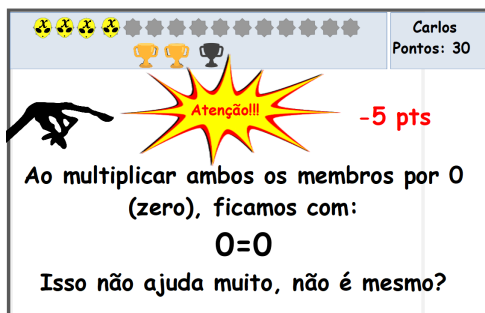 Carlos
Pontos: 30
Atenção!!!
-5 pts
Ao multiplicar ambos os membros por 0
(zero), ficamos com:
0=0
Isso não ajuda muito, não é mesmo?